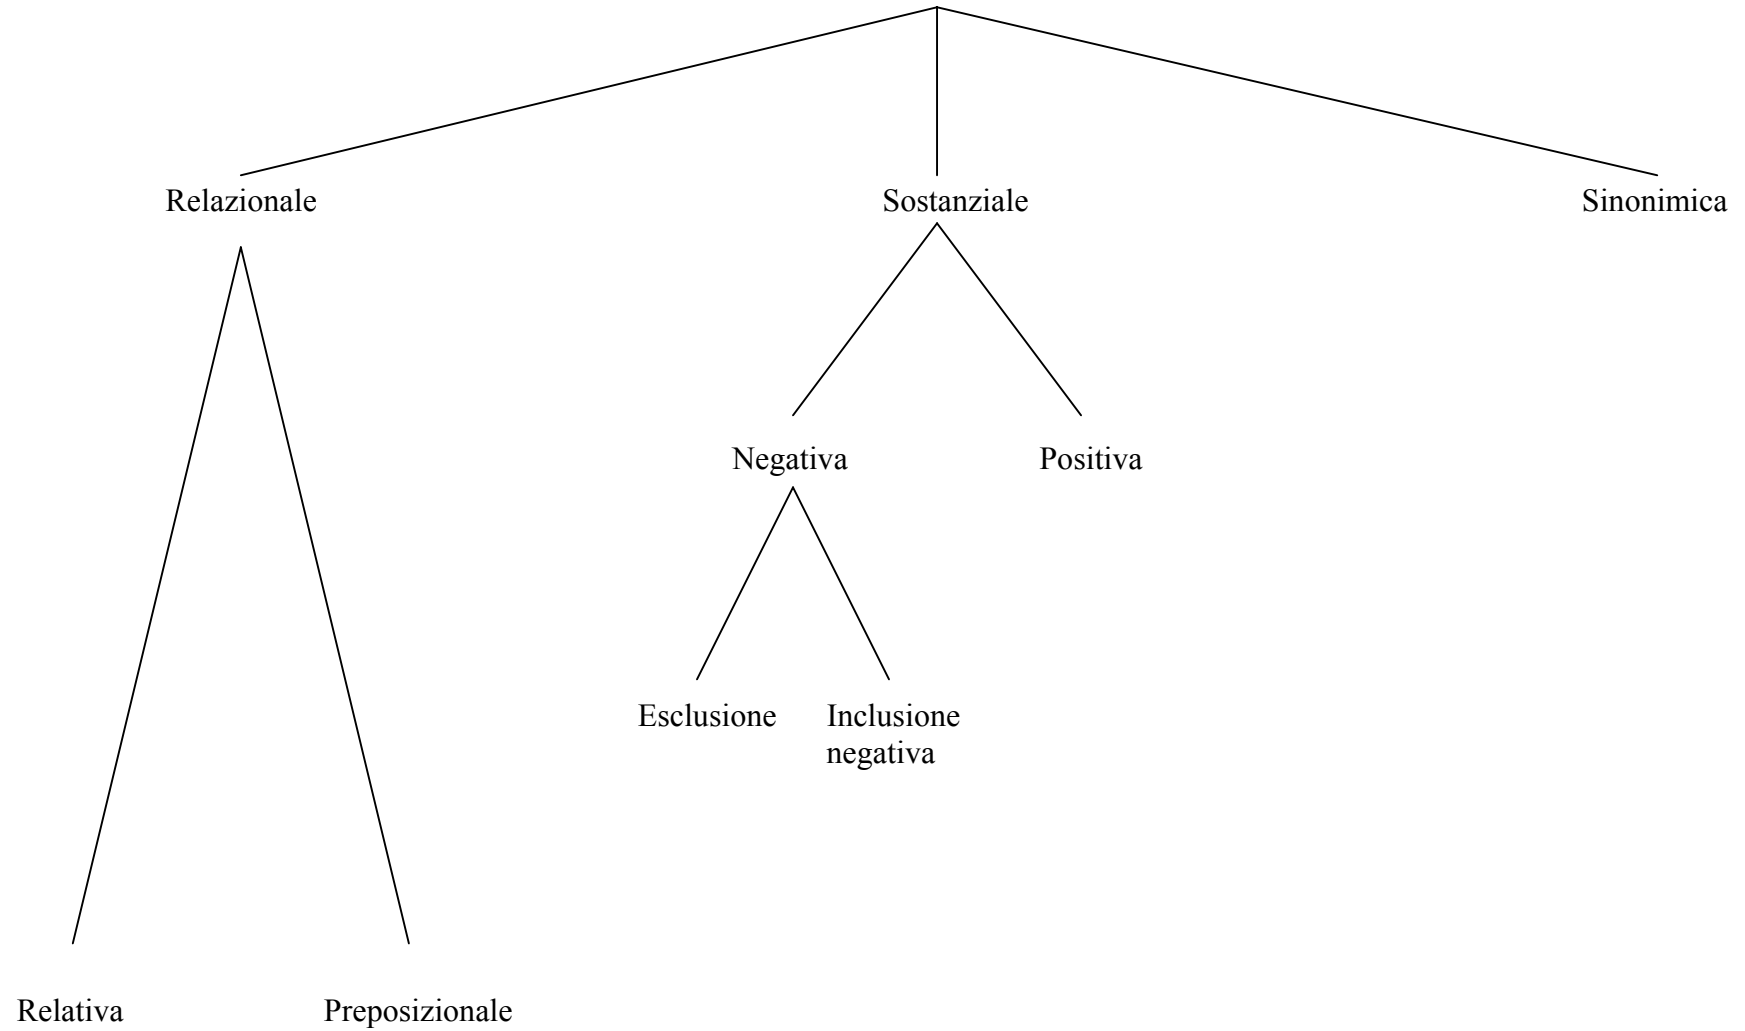 Relazionale
Sostanziale
Sinonimica
Negativa
Positiva
Esclusione
Inclusione
negativa
Relativa
Preposizionale